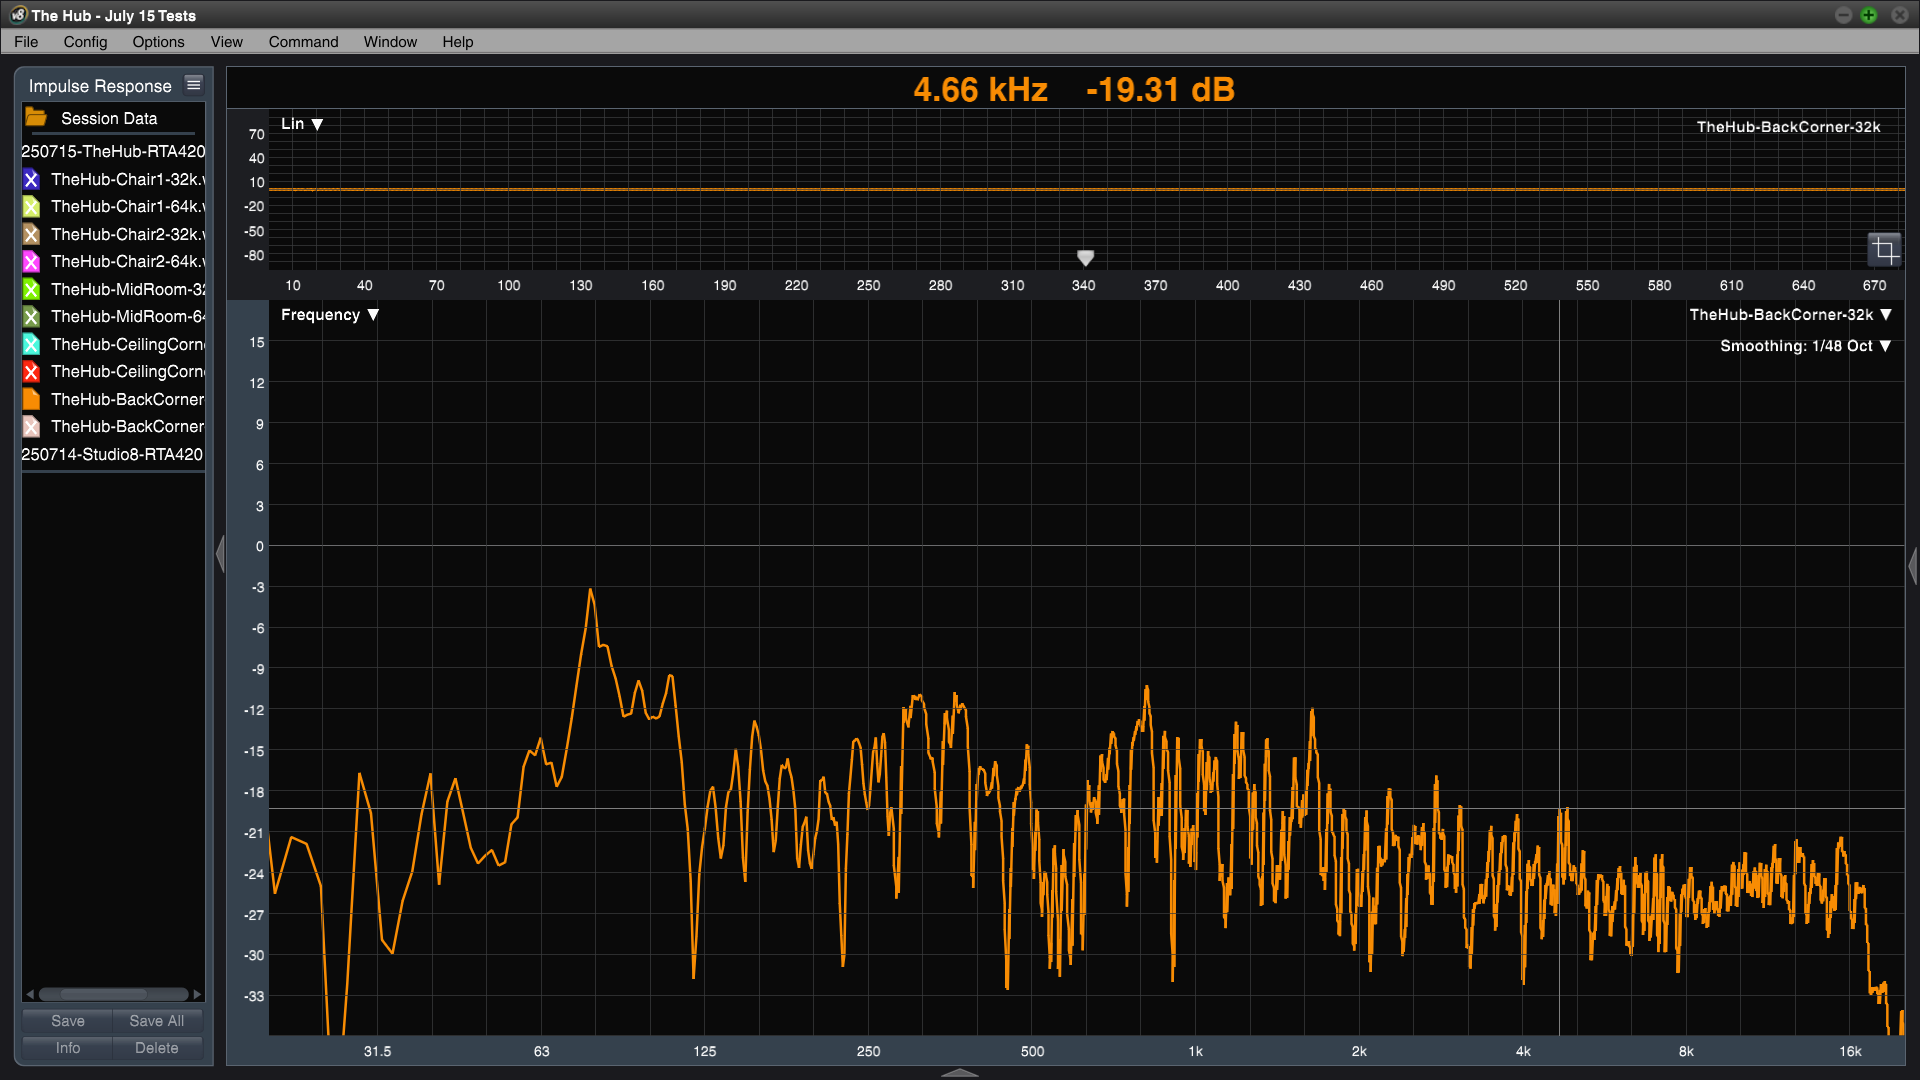 The Hub - July 15 Tests
File Config Options View Command Window Help
Impulse Response
Session Data
250715-TheHub-RTA420
TheHub-Chair1-32k.w
TheHub-Chair1-64k.w
TheHub-Chair2-32k.w
TheHub-Chair2-64k.w
TheHub-MidRoom-32
TheHub-MidRoom-64
TheHub-CeilingCorne
TheHub-CeilingCorne
TheHub-BackCorner
TheHub-BackCorner
250714-Studio8-RTA420
Save Save All
Info Delete
4.66 kHz -19.31 dB
Lin ▼
TheHub-BackCorner-32k
70
40
10
-20
-50
-80
10 40 70 100 130 160 190 220 250 280 310 340 370 400 430 460 490 520 550 580 610 640 670
Frequency ▼
TheHub-BackCorner-32k ▼
Smoothing: 1/48 Oct ▼
15
12
9
6
3
0
-3
-6
-9
-12
-15
-18
-21
-24
-27
-30
-33
31.5 63 125 250 500 1k 2k 4k 8k 16k